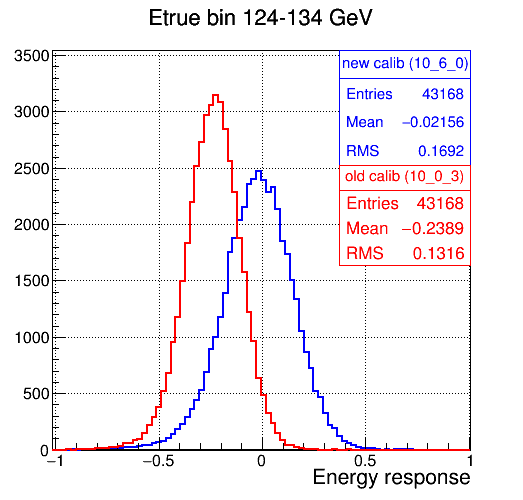 Etrue bin 124-134 GeV
new calib (10_6_0)
Entries 43168
Mean −0.02156
RMS 0.1692
old calib (10_0_3)
Entries 43168
Mean −0.2389
RMS 0.1316
3500
3000
2500
2000
1500
1000
500
0
−1 −0.5 0 0.5 1
Energy response